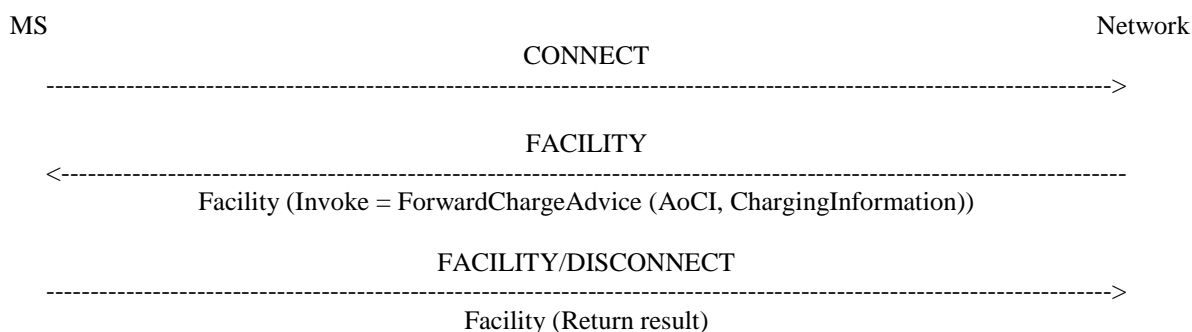 MS Network
CONNECT
------------------------------------------------------------------------------------------------------------------------>
FACILITY
<------------------------------------------------------------------------------------------------------------------------
Facility (Invoke = ForwardChargeAdvice (AoCI, ChargingInformation))
FACILITY/DISCONNECT
------------------------------------------------------------------------------------------------------------------------>
Facility (Return result)